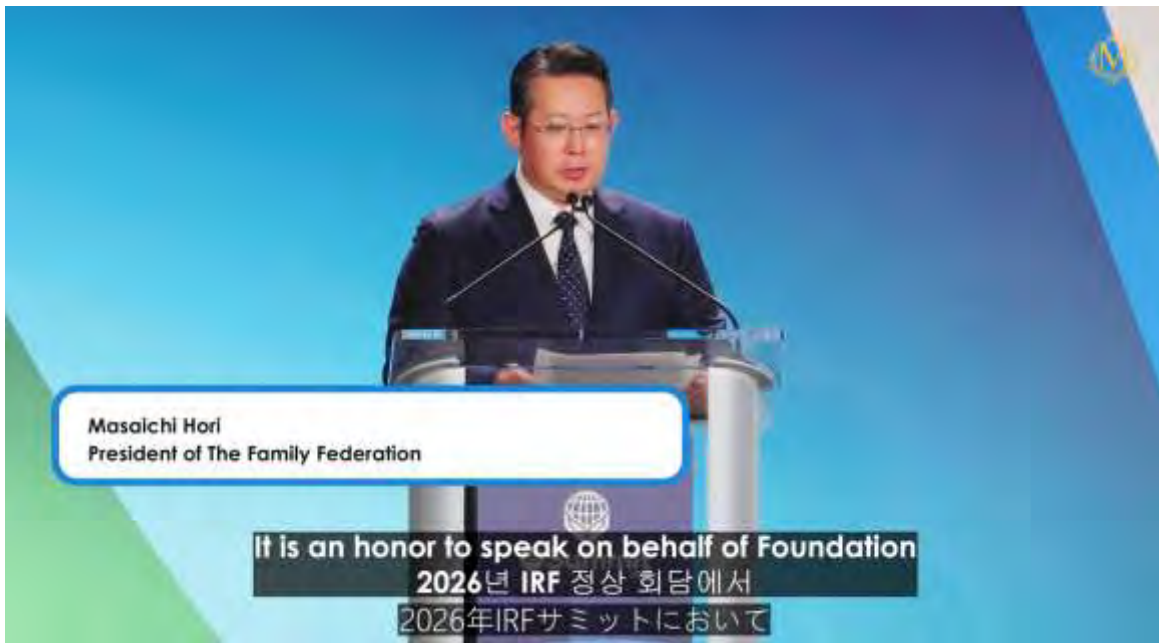 Masaichi Hori
President of The Family Federation
It is an honor to speak on behalf of Foundation
2026년 IRF 정상 회담에서
2026年IRFサミットにおいて